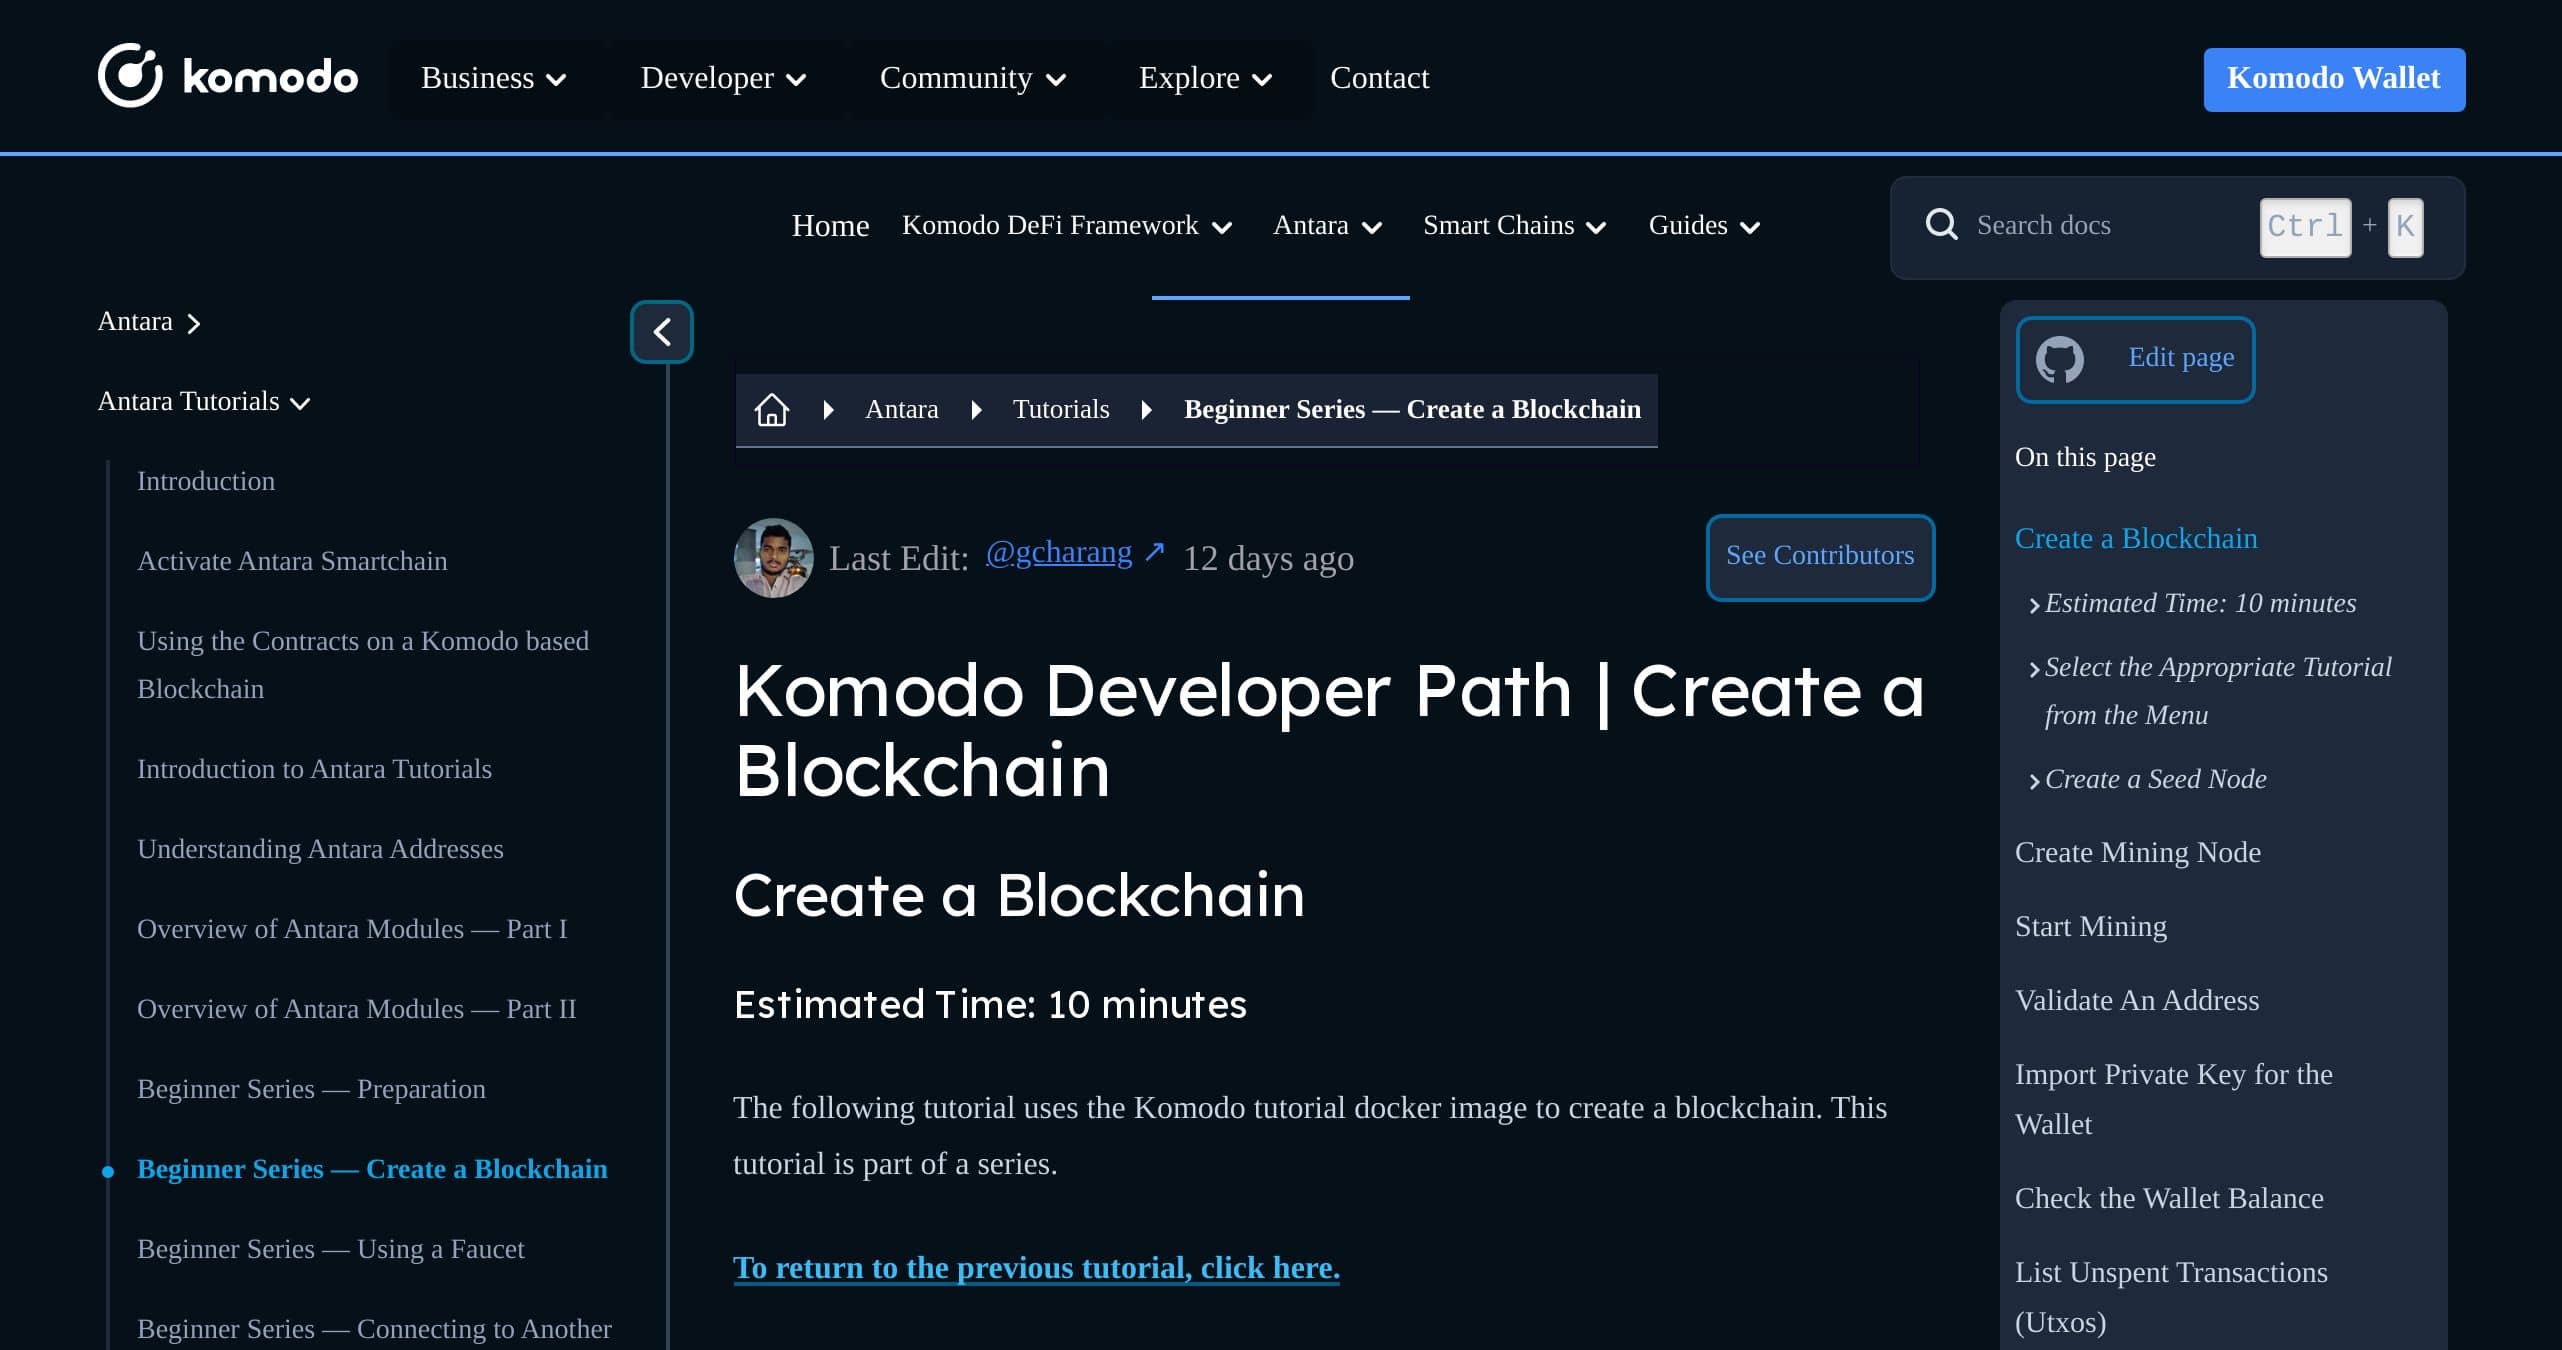 komodo
Business
Developer
Community
Explore
Contact
Komodo Wallet
Home
Komodo DeFi Framework
Antara
Smart Chains
Guides
Search docs
Ctrl + K
Antara
Antara Tutorials
Introduction
Activate Antara Smartchain
Using the Contracts on a Komodo based
Blockchain
Introduction to Antara Tutorials
Understanding Antara Addresses
Overview of Antara Modules — Part I
Overview of Antara Modules — Part II
Beginner Series — Preparation
Beginner Series — Create a Blockchain
Beginner Series — Using a Faucet
Beginner Series — Connecting to Another
Antara
Tutorials
Beginner Series — Create a Blockchain
Last Edit: @gcharang ↗ 12 days ago
See Contributors
Komodo Developer Path | Create a
Blockchain
Create a Blockchain
Estimated Time: 10 minutes
The following tutorial uses the Komodo tutorial docker image to create a blockchain. This
tutorial is part of a series.
To return to the previous tutorial, click here.
Edit page
On this page
Create a Blockchain
Estimated Time: 10 minutes
Select the Appropriate Tutorial
from the Menu
Create a Seed Node
Create Mining Node
Start Mining
Validate An Address
Import Private Key for the
Wallet
Check the Wallet Balance
List Unspent Transactions
(Utxos)